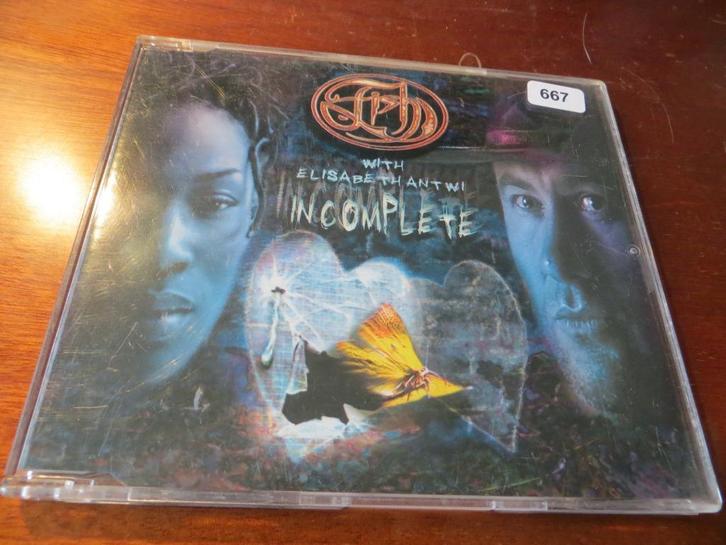 Fish
667
WITH
ELISABETH ANTWI
INCOMPLETE